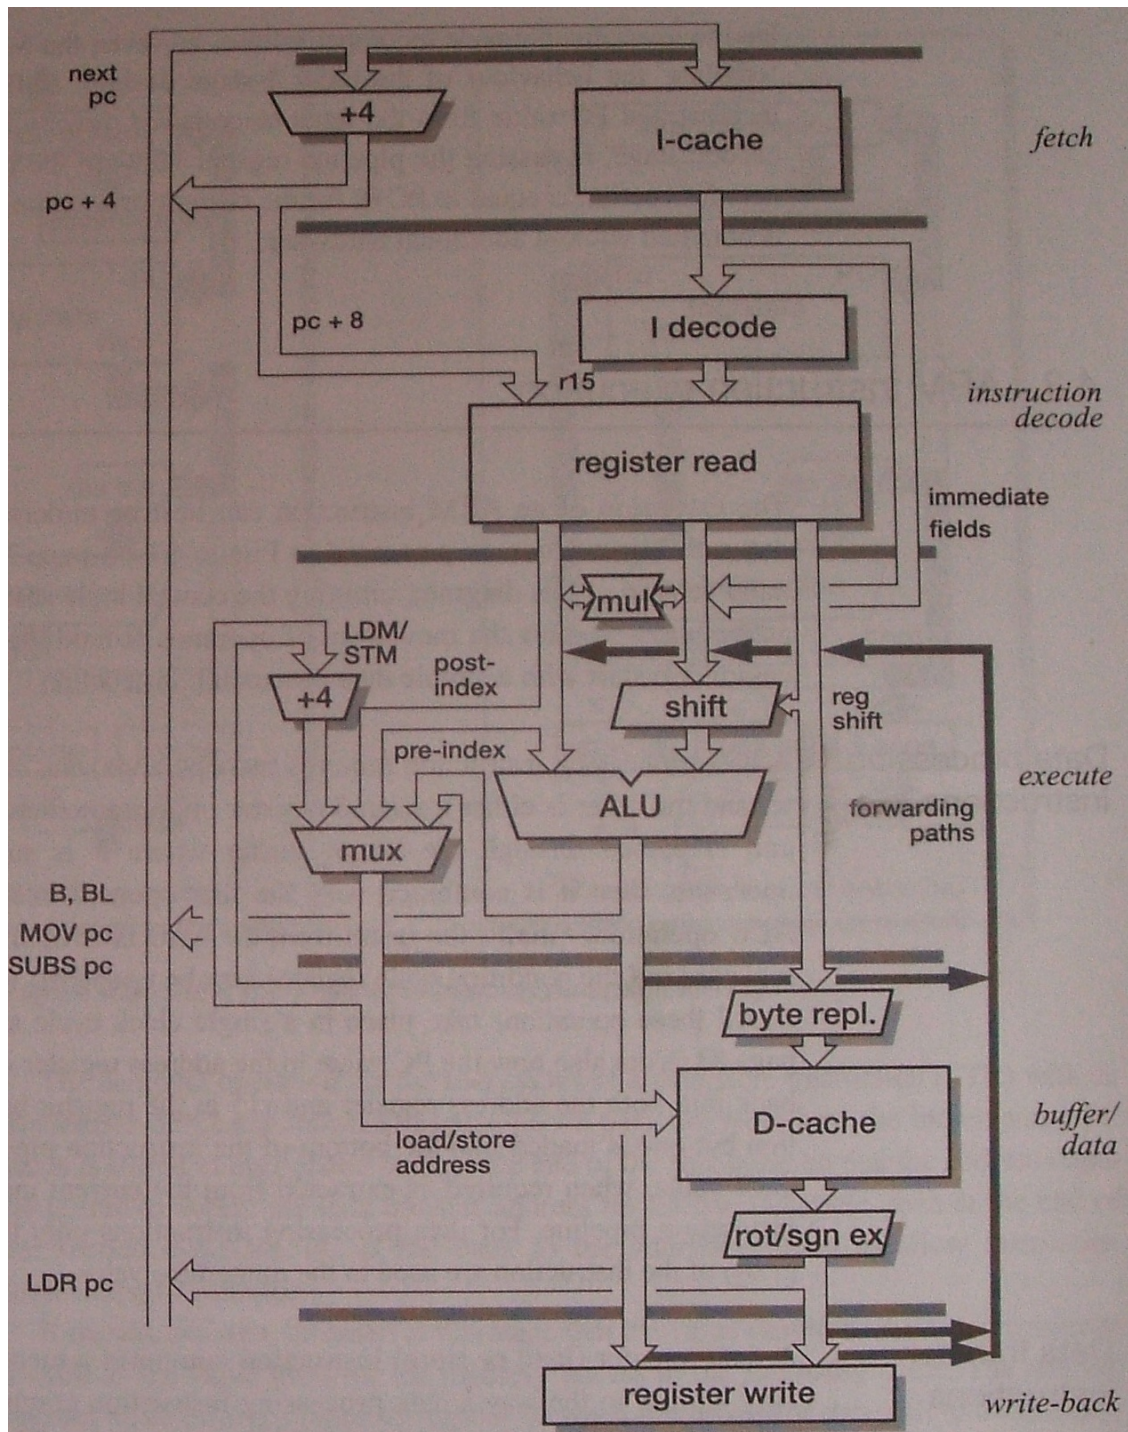 next
pc
+4
I-cache
fetch
pc + 4
pc + 8
I decode
r15
instruction
decode
register read
immediate
fields
mul
LDM/
STM
+4
post-
index
shift
reg
shift
pre-index
ALU
execute
forwarding
paths
mux
B, BL
MOV pc
SUBS pc
byte repl.
D-cache
buffer/
data
load/store
address
rot/sgn ex
LDR pc
register write
write-back